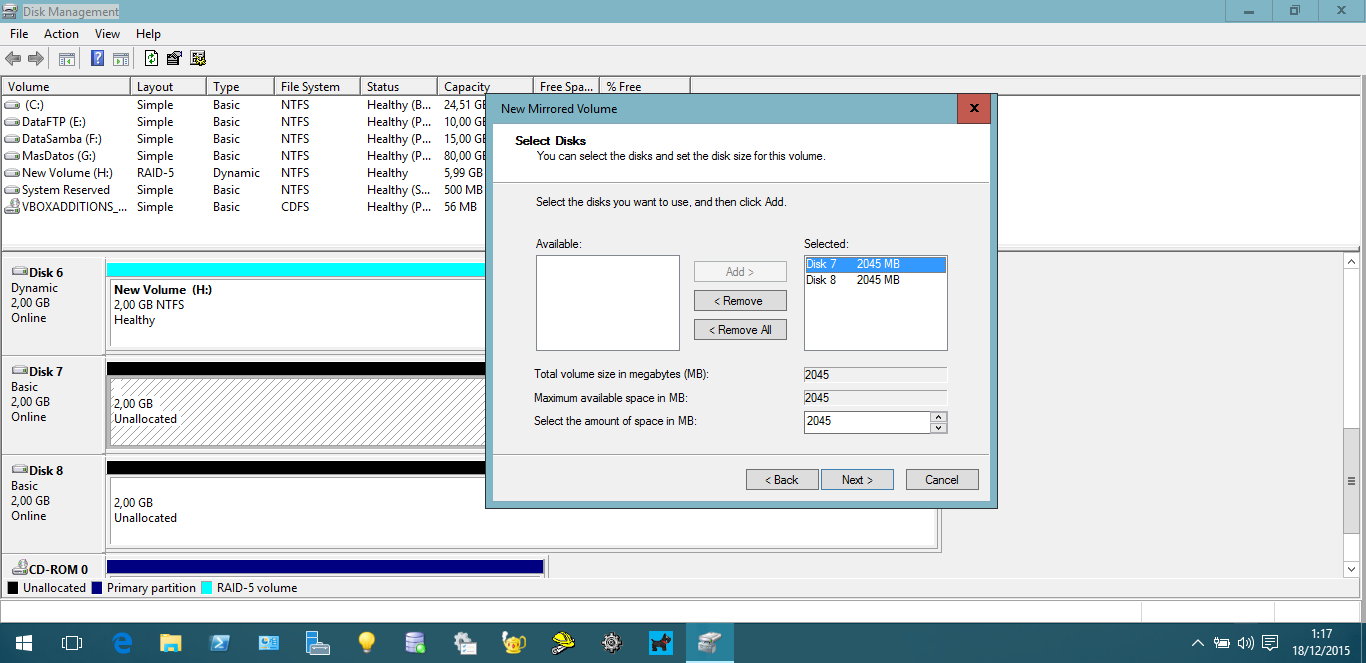 Disk Management
File Action View Help
Volume Layout Type File System Status Capacity Free Spa... % Free
(C:) Simple Basic NTFS Healthy (B... 24,51 GB
DataFTP (E:) Simple Basic NTFS Healthy (P... 10,00 GB
DataSamba (F:) Simple Basic NTFS Healthy (P... 15,00 GB
MasDatos (G:) Simple Basic NTFS Healthy (P... 80,00 GB
New Volume (H:) RAID-5 Dynamic NTFS Healthy 5,99 GB
System Reserved Simple Basic NTFS Healthy (S... 500 MB
VBOXADDITIONS_... Simple Basic CDFS Healthy (P... 56 MB
Disk 6
Dynamic
2,00 GB
Online
New Volume (H:)
2,00 GB NTFS
Healthy
Disk 7
Basic
2,00 GB
Online
2,00 GB
Unallocated
Disk 8
Basic
2,00 GB
Online
2,00 GB
Unallocated
CD-ROM 0
Unallocated Primary partition RAID-5 volume
New Mirrored Volume
Select Disks
You can select the disks and set the disk size for this volume.
Select the disks you want to use, and then click Add.
Available: Selected:
Add >
< Remove
< Remove All
Disk 7 2045 MB
Disk 8 2045 MB
Total volume size in megabytes (MB): 2045
Maximum available space in MB: 2045
Select the amount of space in MB: 2045
< Back Next > Cancel
1:17
18/12/2015